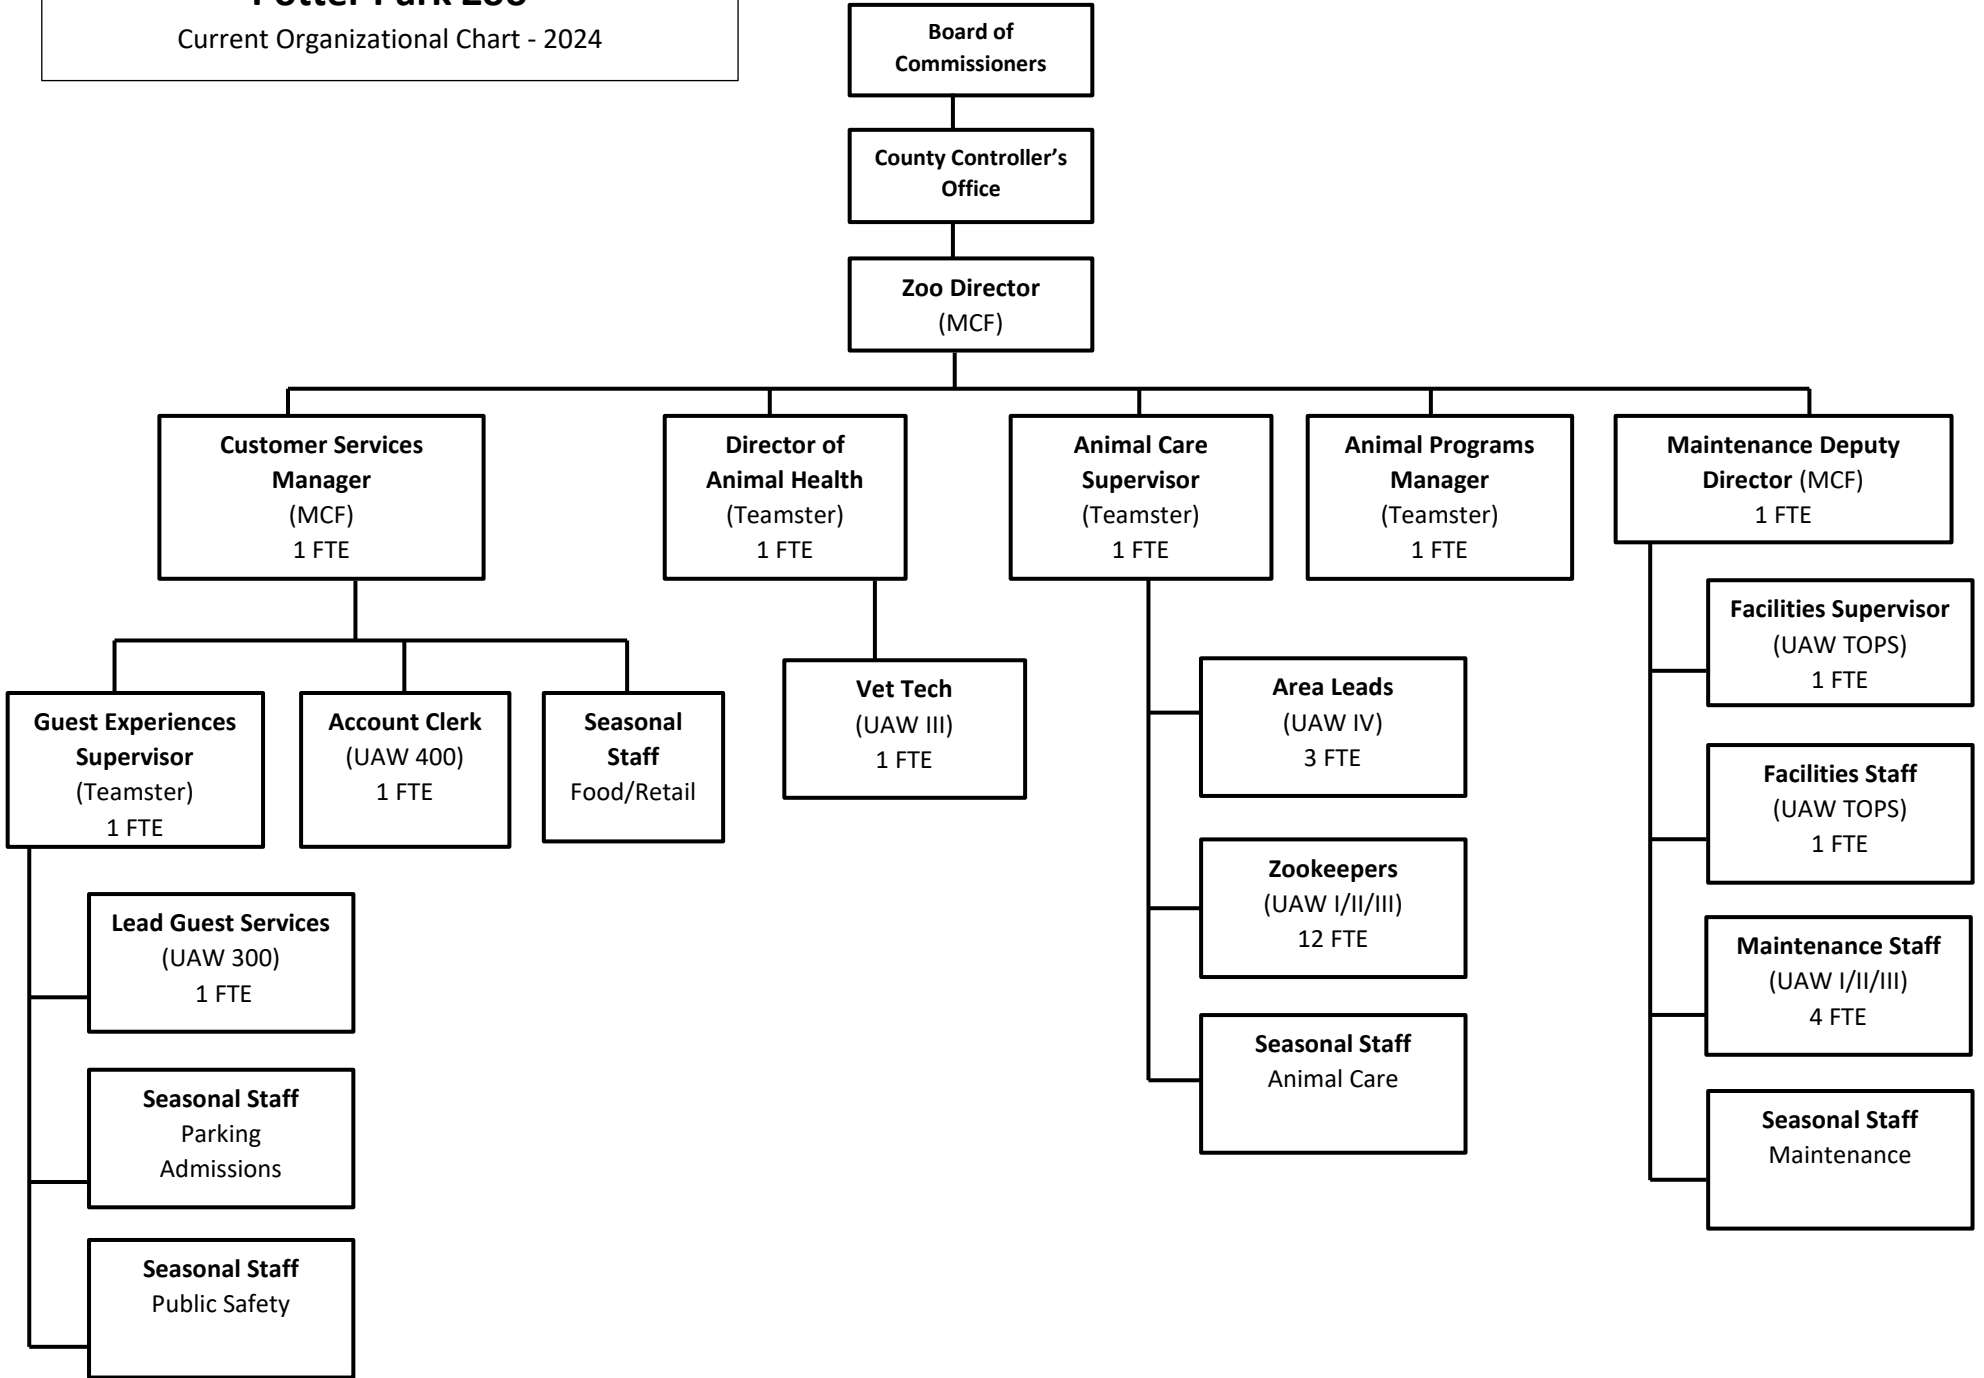 Potter Park Zoo
Current Organizational Chart - 2024
Board of
Commissioners
County Controller’s
Office
Zoo Director
(MCF)
Customer Services
Manager
(MCF)
1 FTE
Director of
Animal Health
(Teamster)
1 FTE
Animal Care
Supervisor
(Teamster)
1 FTE
Animal Programs
Manager
(Teamster)
1 FTE
Maintenance Deputy
Director (MCF)
1 FTE
Guest Experiences
Supervisor
(Teamster)
1 FTE
Account Clerk
(UAW 400)
1 FTE
Seasonal
Staff
Food/Retail
Lead Guest Services
(UAW 300)
1 FTE
Seasonal Staff
Parking
Admissions
Seasonal Staff
Public Safety
Vet Tech
(UAW III)
1 FTE
Area Leads
(UAW IV)
3 FTE
Zookeepers
(UAW I/II/III)
12 FTE
Seasonal Staff
Animal Care
Facilities Supervisor
(UAW TOPS)
1 FTE
Facilities Staff
(UAW TOPS)
1 FTE
Maintenance Staff
(UAW I/II/III)
4 FTE
Seasonal Staff
Maintenance